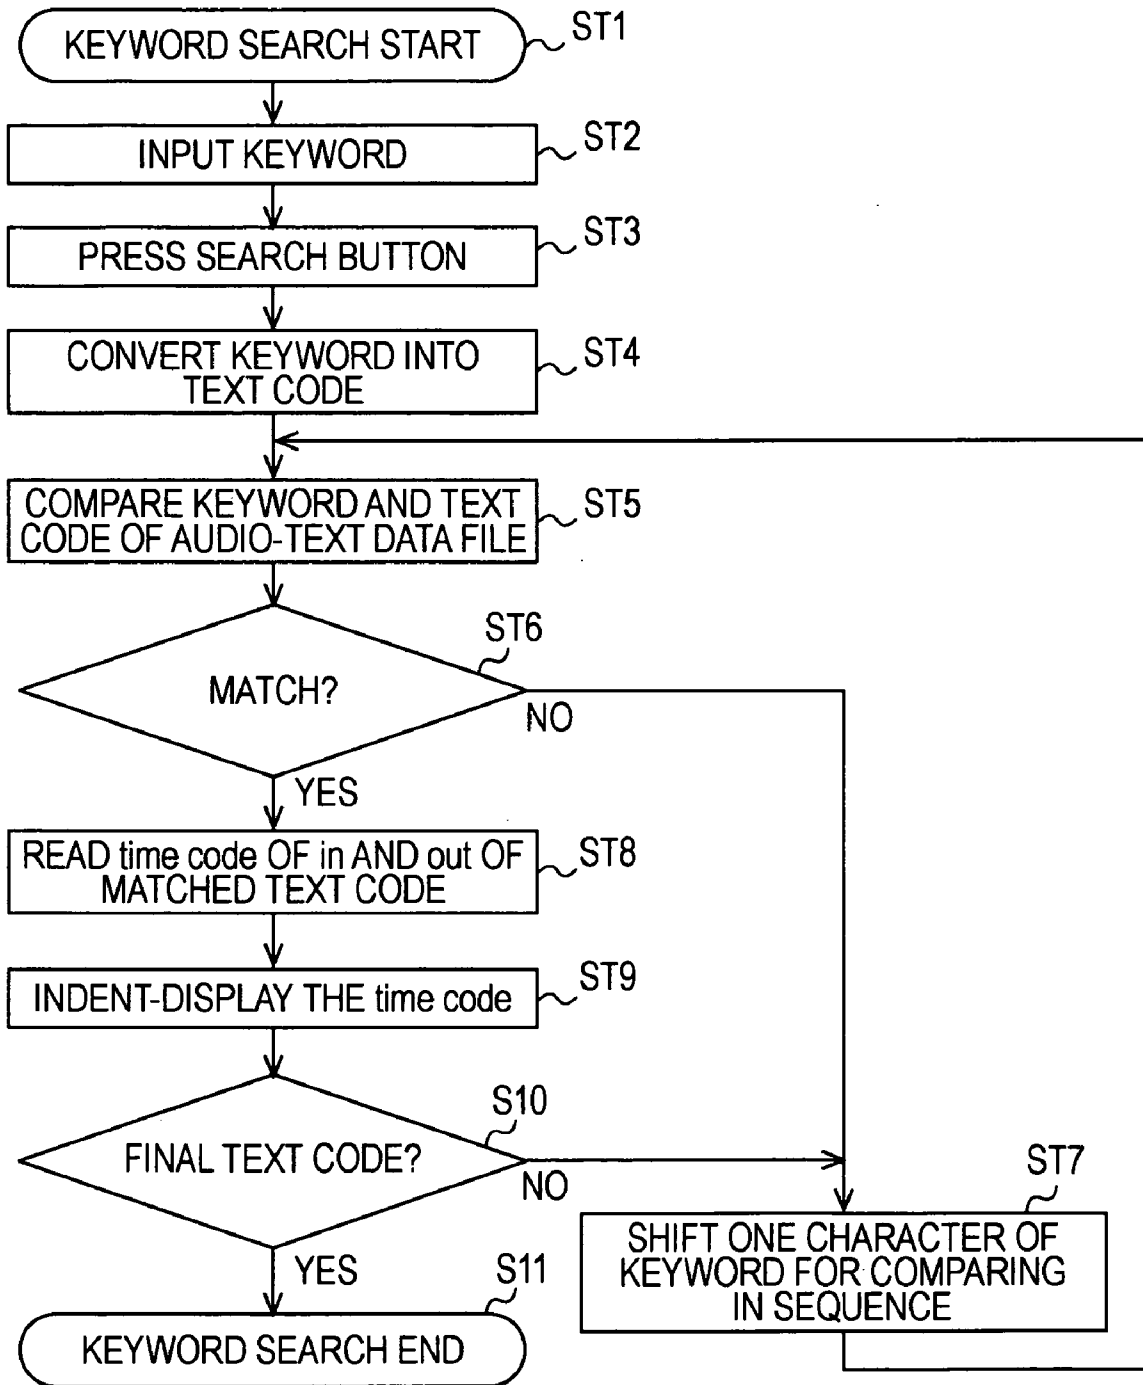 KEYWORD SEARCH START
ST1
INPUT KEYWORD
ST2
PRESS SEARCH BUTTON
ST3
CONVERT KEYWORD INTO
TEXT CODE
ST4
COMPARE KEYWORD AND TEXT
CODE OF AUDIO-TEXT DATA FILE
ST5
MATCH?
ST6
NO
YES
READ time code OF in AND out OF
MATCHED TEXT CODE
ST8
INDENT-DISPLAY THE time code
ST9
FINAL TEXT CODE?
S10
NO
YES
SHIFT ONE CHARACTER OF
KEYWORD FOR COMPARING
IN SEQUENCE
ST7
KEYWORD SEARCH END
S11